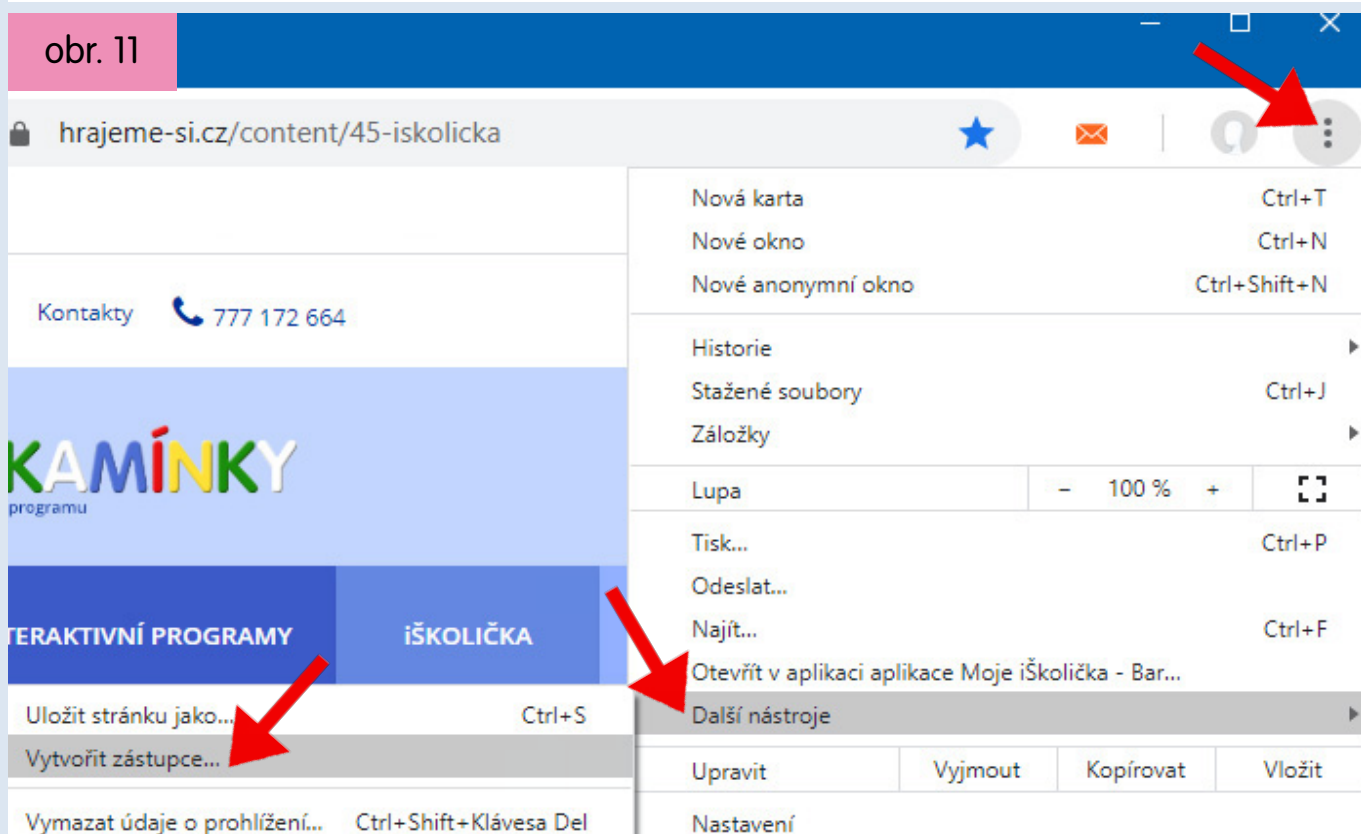 obr. 11
hrajeme-si.cz/content/45-iskolicka
Nová karta Ctrl+T
Nové okno Ctrl+N
Nové anonymní okno Ctrl+Shift+N
Kontakty 777 172 664
Historie
Stažené soubory Ctrl+J
Záložky
KAMÍNKY
programu
Lupa - 100 % +
Tisk... Ctrl+P
Odeslat...
Najít... Ctrl+F
TERAKTIVNÍ PROGRAMY iŠKOLIČKA
Otevřít v aplikaci aplikace Moje iŠkolička - Bar...
Další nástroje
Uložit stránku jako... Ctrl+S
Vytvořit zástupce...
Upravit Vyjmout Kopírovat Vložit
Vymazat údaje o prohlížení... Ctrl+Shift+Klávesa Del
Nastavení